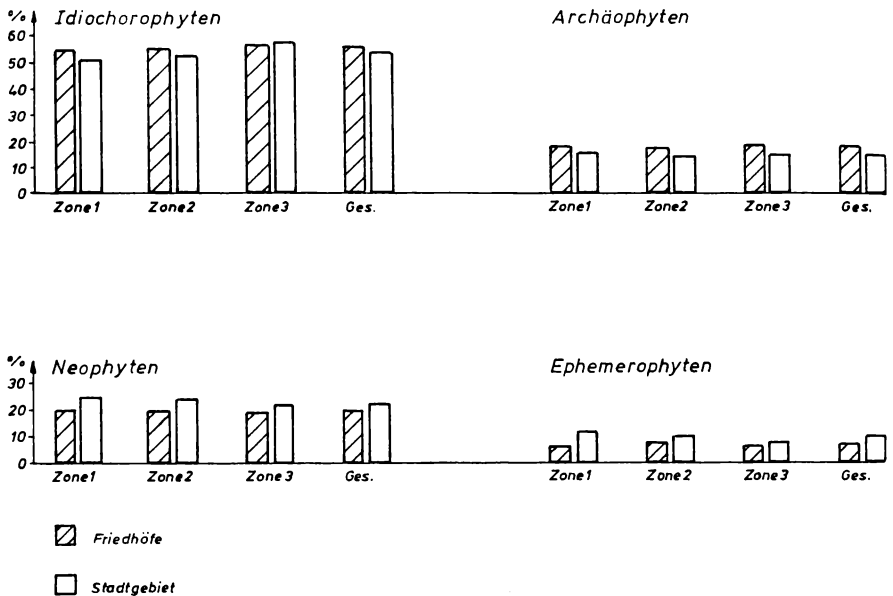 % Idiochorophyten Archäophyten
60
50
40
30
20
10
0
Zone1 Zone2 Zone3 Ges. Zone1 Zone2 Zone3 Ges.
% Neophyten Ephemerophyten
30
20
10
0
Zone1 Zone2 Zone3 Ges. Zone1 Zone2 Zone3 Ges.
Friedhöfe
Stadtgebiet